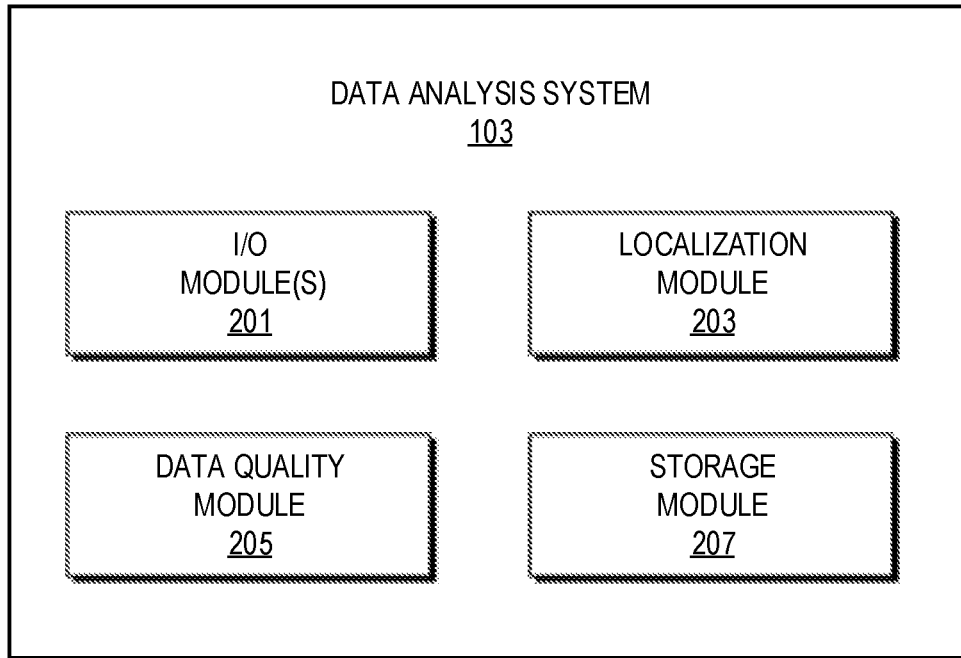 DATA ANALYSIS SYSTEM
103
I/O
MODULE(S)
201
LOCALIZATION
MODULE
203
DATA QUALITY
MODULE
205
STORAGE
MODULE
207